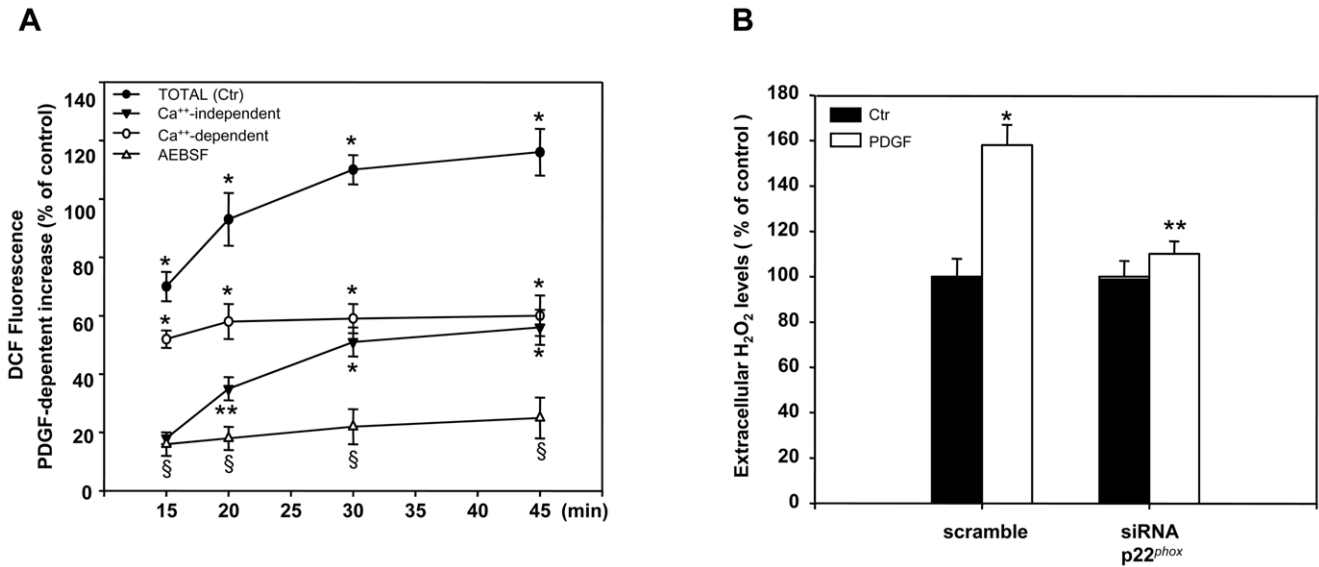 A
DCF Fluorescence
PDGF-depentent increase (% of control)
140
120
100
80
60
40
20
0
TOTAL (Ctr)
Ca++-independent
Ca++-dependent
AEBSF
*
*
*
*
*
*
*
*
**
*
*
§
§
§
§
15
20
25
30
35
40
45
(min)
B
Extracellular H₂O₂ levels ( % of control )
180
160
140
120
100
80
60
40
20
0
Ctr
PDGF
*
**
scramble
siRNA
p22phox